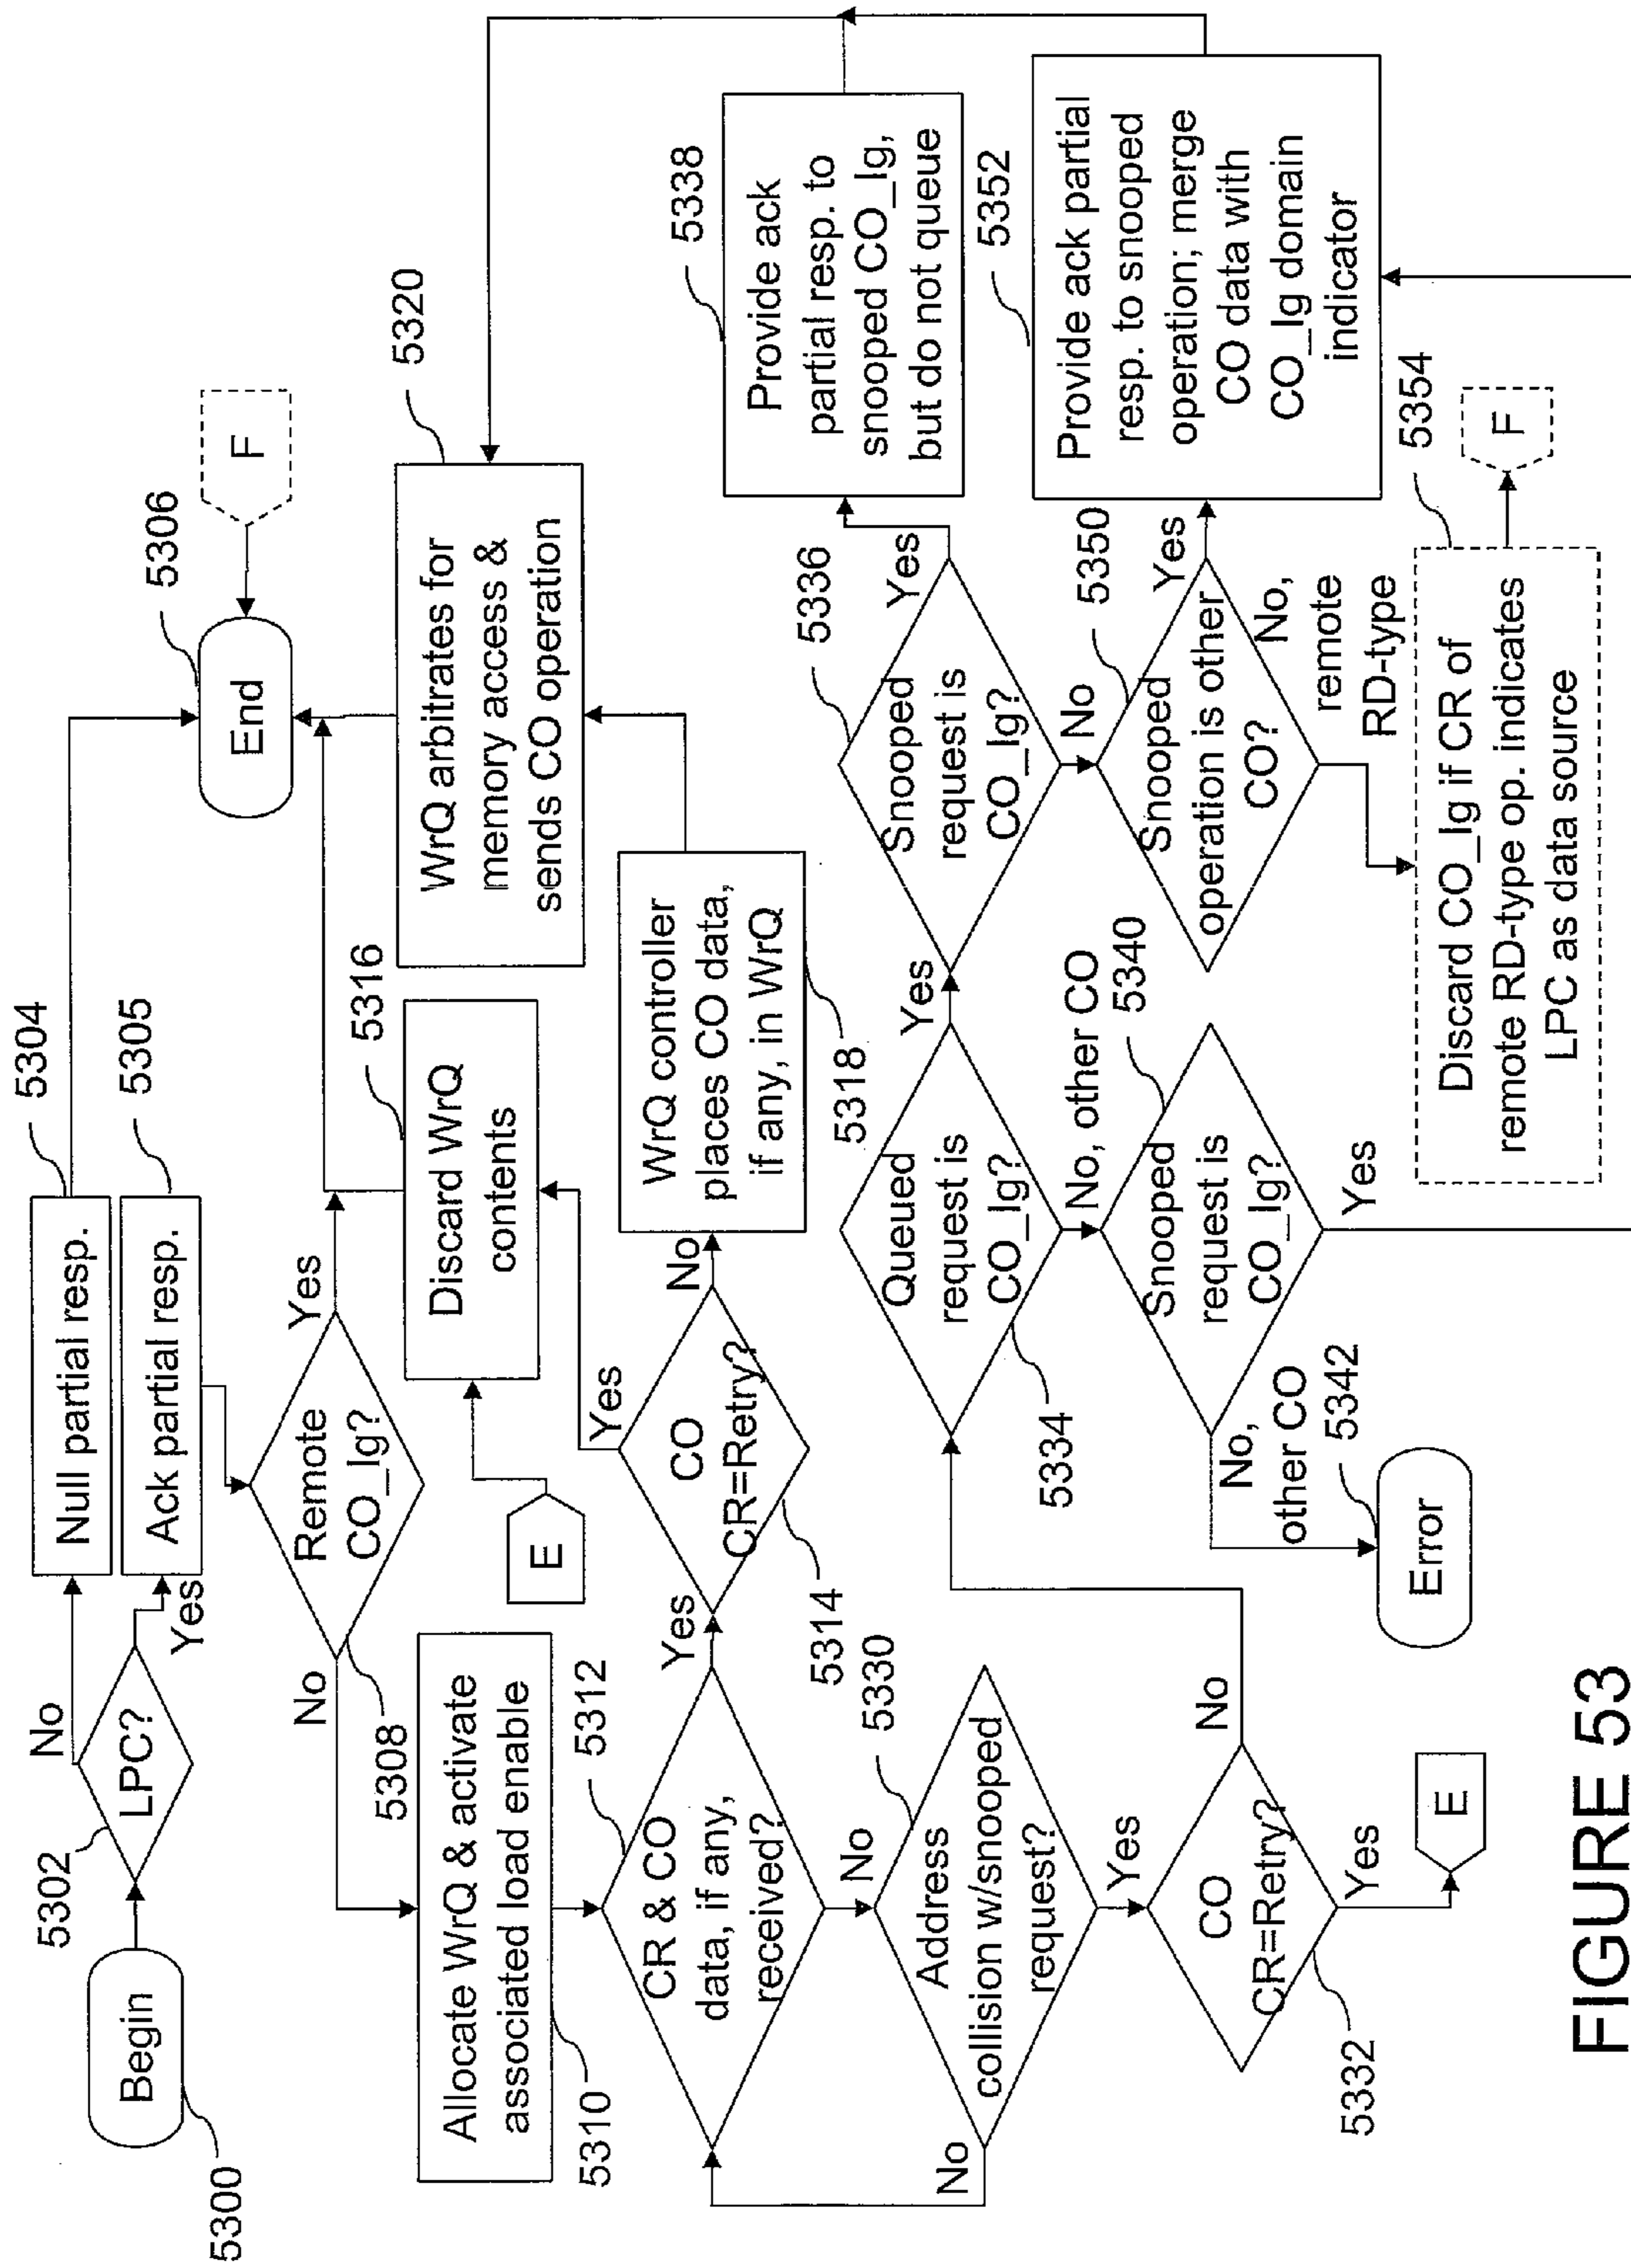 5300
Begin
5302
LPC?
No
Yes
5304
Null partial resp.
5305
Ack partial resp.
5306
End
F
Remote
CO_Ig?
Yes
No
5308
Allocate WrQ & activate
associated load enable
5310
5312
CR & CO
data, if any,
received?
Yes
No
E
5314
CO
CR=Retry?
Yes
No
5316
Discard WrQ
contents
WrQ controller
places CO data,
if any, in WrQ
5318
5320
WrQ arbitrates for
memory access &
sends CO operation
5330
Address
collision w/snooped
request?
No
Yes
CO
CR=Retry?
5332
No
Yes
E
5334
Queued
request is
CO_Ig?
Yes
No, other CO
5336
Snooped
request is
CO_Ig?
Yes
No
5338
Provide ack
partial resp. to
snooped CO_Ig,
but do not queue
5340
Snooped
request is
CO_Ig?
No,
other CO
Yes
5342
Error
5350
Snooped
operation is other
CO?
Yes
No,
remote
RD-type
5352
Provide ack partial
resp. to snooped
operation; merge
CO data with
CO_Ig domain
indicator
5354
Discard CO_Ig if CR of
remote RD-type op. indicates
LPC as data source
F
FIGURE 53